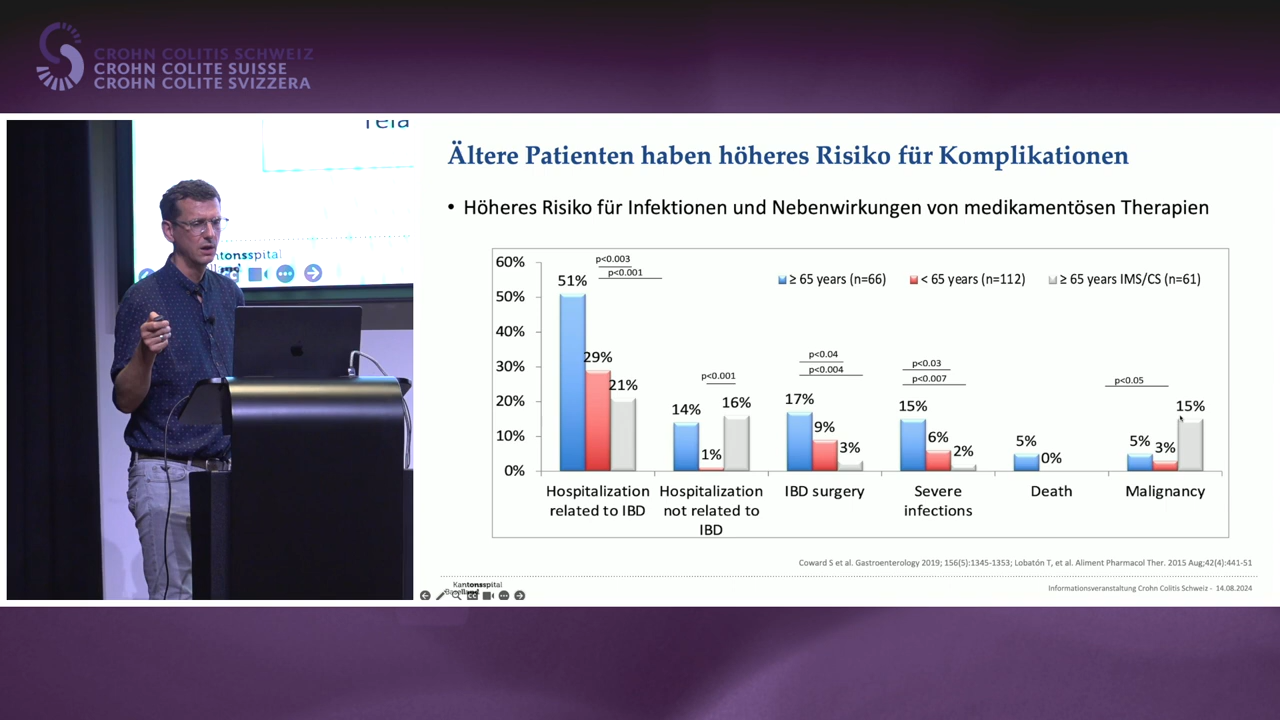 CROHN COLITIS SCHWEIZ
CROHN COLITE SUISSE
CROHN COLITE SVIZZERA
rela
ntonsspital
Ältere Patienten haben höheres Risiko für Komplikationen
• Höheres Risiko für Infektionen und Nebenwirkungen von medikamentösen Therapien
≥ 65 years (n=66) < 65 years (n=112) ≥ 65 years IMS/CS (n=61)
60%
50%
40%
30%
20%
10%
0%
p<0.003
p<0.001
51%
29%
21%
p<0.001
14%
1%
16%
p<0.04
p<0.004
17%
9%
3%
p<0.03
p<0.007
15%
6%
2%
5%
0%
p<0.05
5%
3%
15%
Hospitalization
related to IBD
Hospitalization
not related to
IBD
IBD surgery
Severe
infections
Death
Malignancy
Coward S et al. Gastroenterology 2019; 156(5):1345-1353; Lobatón T, et al. Aliment Pharmacol Ther. 2015 Aug;42(4):441-51
Kantonsspital
Informationsveranstaltung Crohn Colitis Schweiz - 14.08.2024